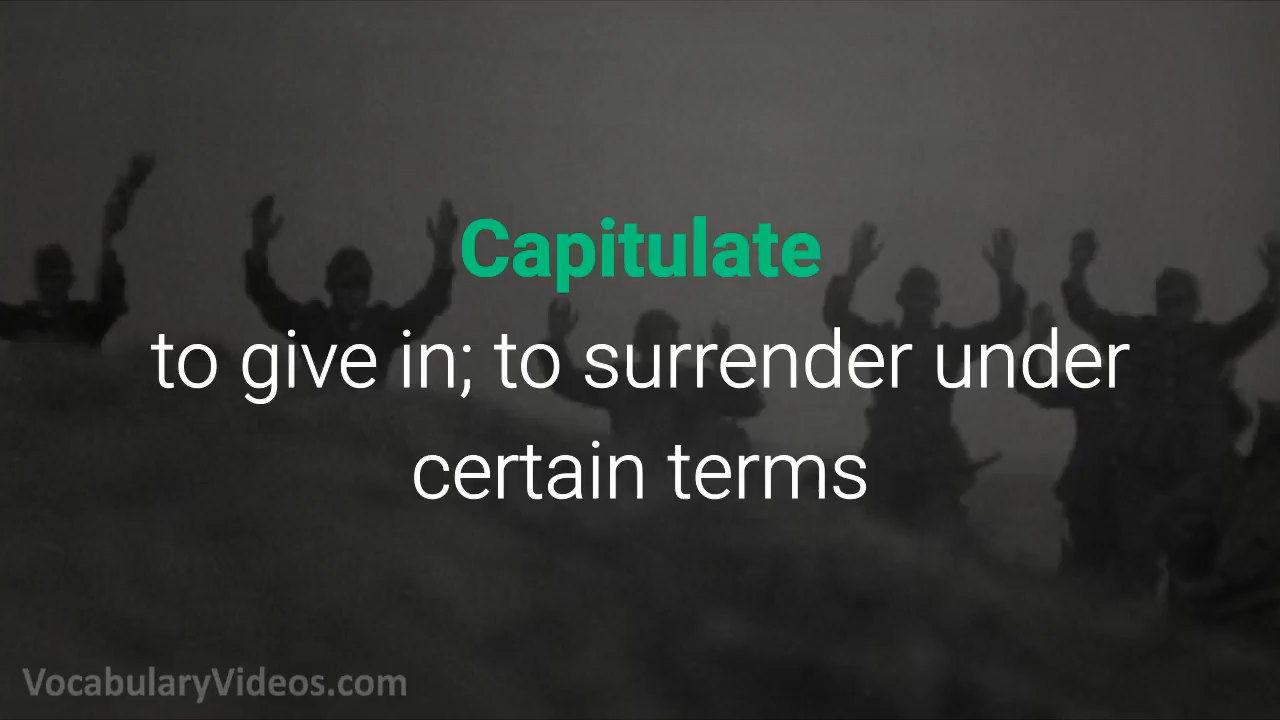 Capitulate
to give in; to surrender under
certain terms
VocabularyVideos.com